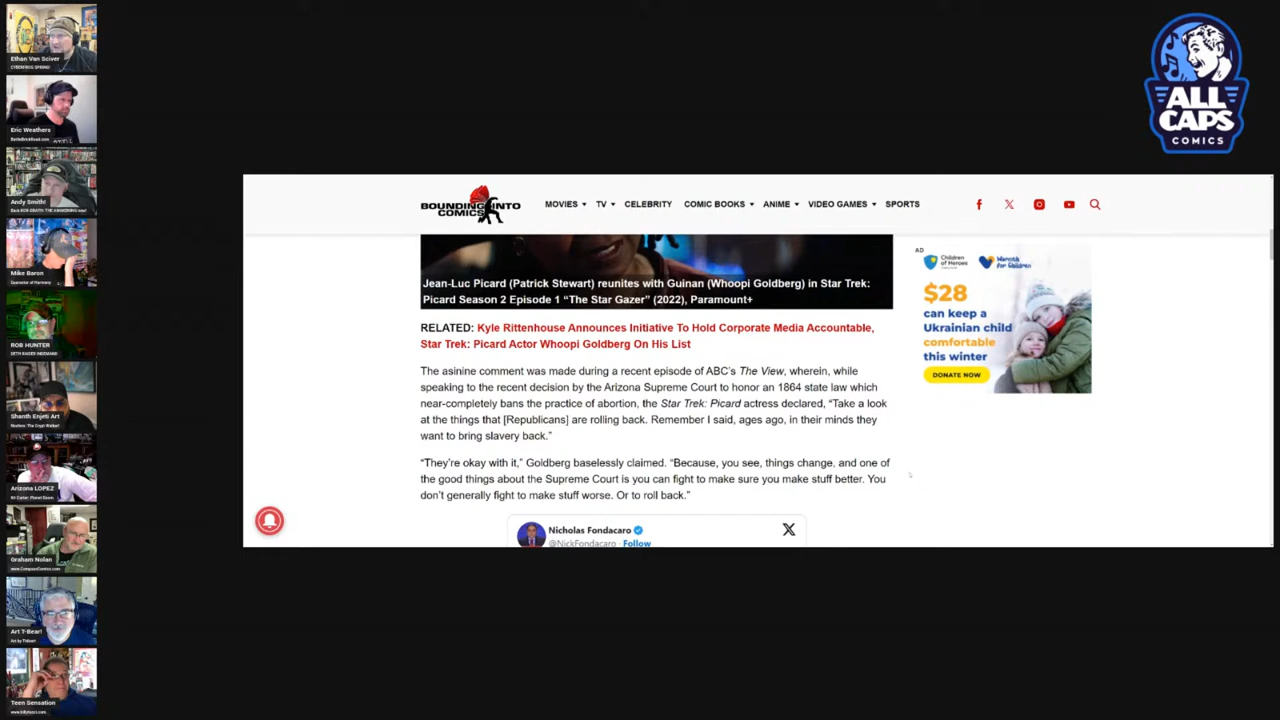 Ethan Van Sciver
CYBERFROG SPRING!
Eric Weathers
Andy Smith!
Mike Baron
ROB HUNTER
Shanth Enjeti Art
Arizona LOPEZ
Graham Nolan
www.CompassComics.com
Art T-Bear!
Art by Thibert
Teen Sensation
ALL
CAPS
COMICS
BOUNDING INTO
COMICS
MOVIES TV CELEBRITY COMIC BOOKS ANIME VIDEO GAMES SPORTS
Jean-Luc Picard (Patrick Stewart) reunites with Guinan (Whoopi Goldberg) in Star Trek:
Picard Season 2 Episode 1 “The Star Gazer” (2022), Paramount+
RELATED: Kyle Rittenhouse Announces Initiative To Hold Corporate Media Accountable,
Star Trek: Picard Actor Whoopi Goldberg On His List
The asinine comment was made during a recent episode of ABC’s The View, wherein, while
speaking to the recent decision by the Arizona Supreme Court to honor an 1864 state law which
near-completely bans the practice of abortion, the Star Trek: Picard actress declared, “Take a look
at the things that [Republicans] are rolling back. Remember I said, ages ago, in their minds they
want to bring slavery back.”
“They’re okay with it,” Goldberg baselessly claimed. “Because, you see, things change, and one of
the good things about the Supreme Court is you can fight to make sure you make stuff better. You
don’t generally fight to make stuff worse. Or to roll back.”
Nicholas Fondacaro
@NickFondacaro · Follow
AD
Children
of Heroes
Warmth
for Children
$28
can keep a
Ukrainian child
comfortable
this winter
DONATE NOW